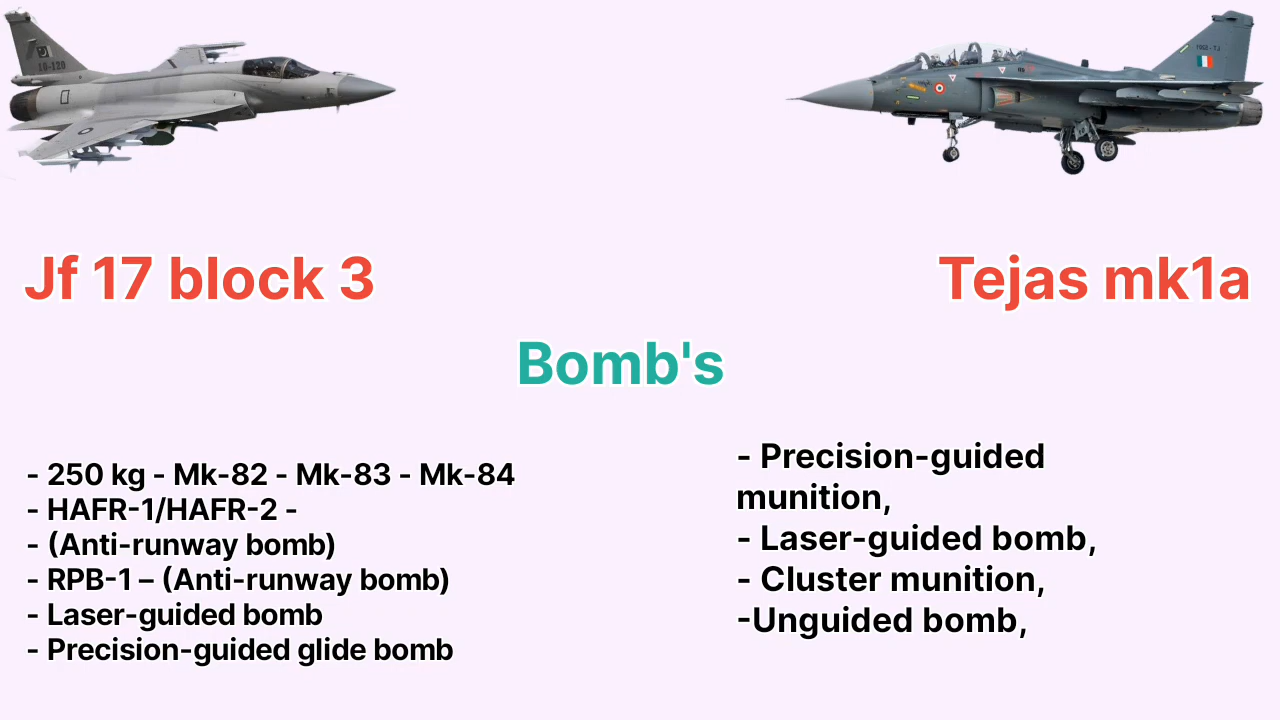 10-120
Jf 17 block 3
Tejas mk1a
Bomb's
- 250 kg - Mk-82 - Mk-83 - Mk-84
- HAFR-1/HAFR-2 -
- (Anti-runway bomb)
- RPB-1 – (Anti-runway bomb)
- Laser-guided bomb
- Precision-guided glide bomb
- Precision-guided
munition,
- Laser-guided bomb,
- Cluster munition,
-Unguided bomb,